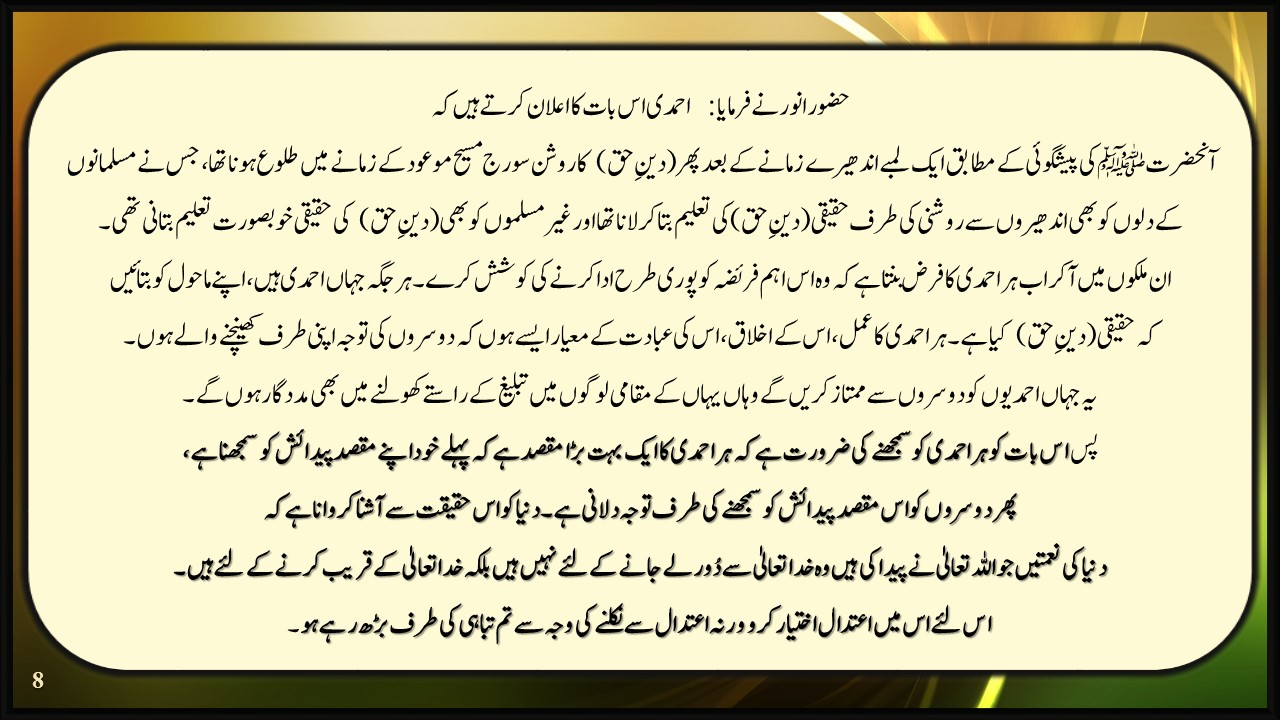 حضور انور نے فرمایا: احمدی اس بات کا اعلان کرتے ہیں کہ
آنحضرت ﷺ کی پیشگوئی کے مطابق ایک لمبے اندھیرے زمانے کے بعد پھر (دینِ حق) کا روشن سورج مسیح موعود کے زمانے میں طلوع ہونا تھا، جس نے مسلمانوں
کے دلوں کو بھی اندھیروں سے روشنی کی طرف حقیقی (دینِ حق) کی تعلیم بتا کر لانا تھا اور غیر مسلموں کو بھی (دینِ حق) کی حقیقی خوبصورت تعلیم بتانی تھی۔
ان ملکوں میں آ کر اب ہر احمدی کا فرض بنتا ہے کہ وہ اس اہم فریضہ کو پوری طرح ادا کرنے کی کوشش کرے۔ ہر جگہ جہاں احمدی ہیں، اپنے ماحول کو بتائیں
کہ حقیقی (دینِ حق) کیا ہے۔ ہر احمدی کا عمل، اس کے اخلاق، اس کی عبادت کے معیار ایسے ہوں کہ دوسروں کی توجہ اپنی طرف کھینچنے والے ہوں۔
یہ جہاں احمدیوں کو دوسروں سے ممتاز کریں گے وہاں یہاں کے مقامی لوگوں میں تبلیغ کے راستے کھولنے میں بھی مددگار ہوں گے۔
پس اس بات کو ہر احمدی کو سمجھنے کی ضرورت ہے کہ ہر احمدی کا ایک بہت بڑا مقصد ہے کہ پہلے خود اپنے مقصد پیدائش کو سمجھنا ہے،
پھر دوسروں کو اس مقصد پیدائش کو سمجھنے کی طرف توجہ دلانی ہے۔ دنیا کو اس حقیقت سے آشنا کروانا ہے کہ
دنیا کی نعمتیں جو اللہ تعالیٰ نے پیدا کی ہیں وہ خدا تعالیٰ سے دُور لے جانے کے لئے نہیں ہیں بلکہ خدا تعالیٰ کے قریب کرنے کے لئے ہیں۔
اس لئے اس میں اعتدال اختیار کرو ورنہ اعتدال سے نکلنے کی وجہ سے تم تباہی کی طرف بڑھ رہے ہو۔
8